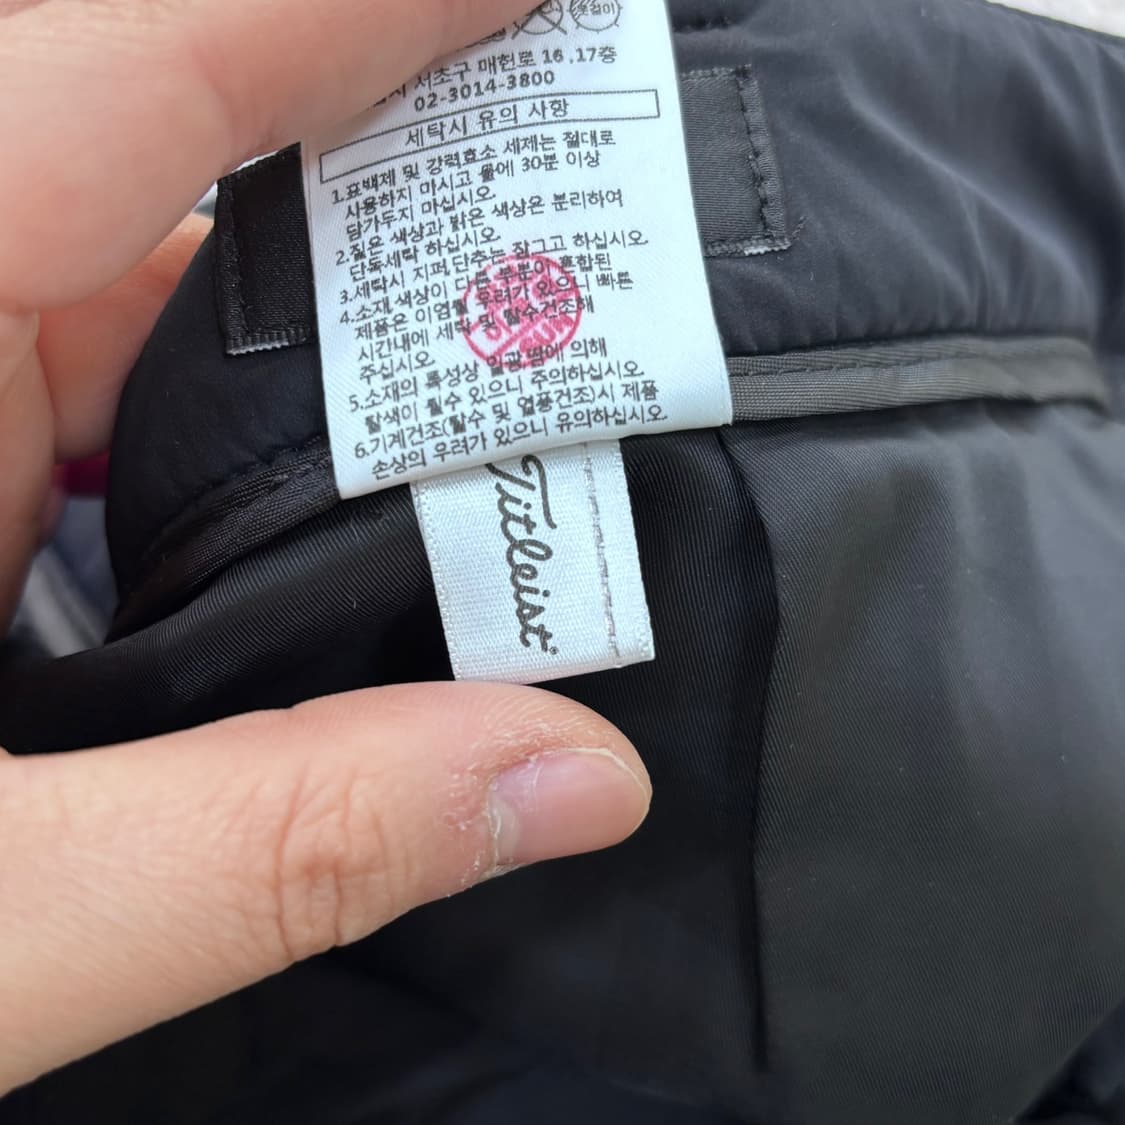 서초구 매헌로 16,17층
02-3014-3800
세탁시 유의 사항
1.표백제 및 강력효소 세제는 절대로
사용하지 마시고 물에 30분 이상
담가두지 마십시오.
2.짙은 색상과 밝은 색상은 분리하여
단독세탁 하십시오.
3.세탁시 지퍼,단추는 잠그고 하십시오.
4.소재,색상이 다른 부분이 혼합된
제품은 이염될 우려가 있으니 빠른
시간내에 세탁 및 탈수건조해
주십시오.
5.소재의 특성상 일광,땀에 의해
탈색이 될수 있으니 주의하십시오.
6.기계건조(탈수 및 열풍건조)시 제품
손상의 우려가 있으니 유의하십시오.
Titleist